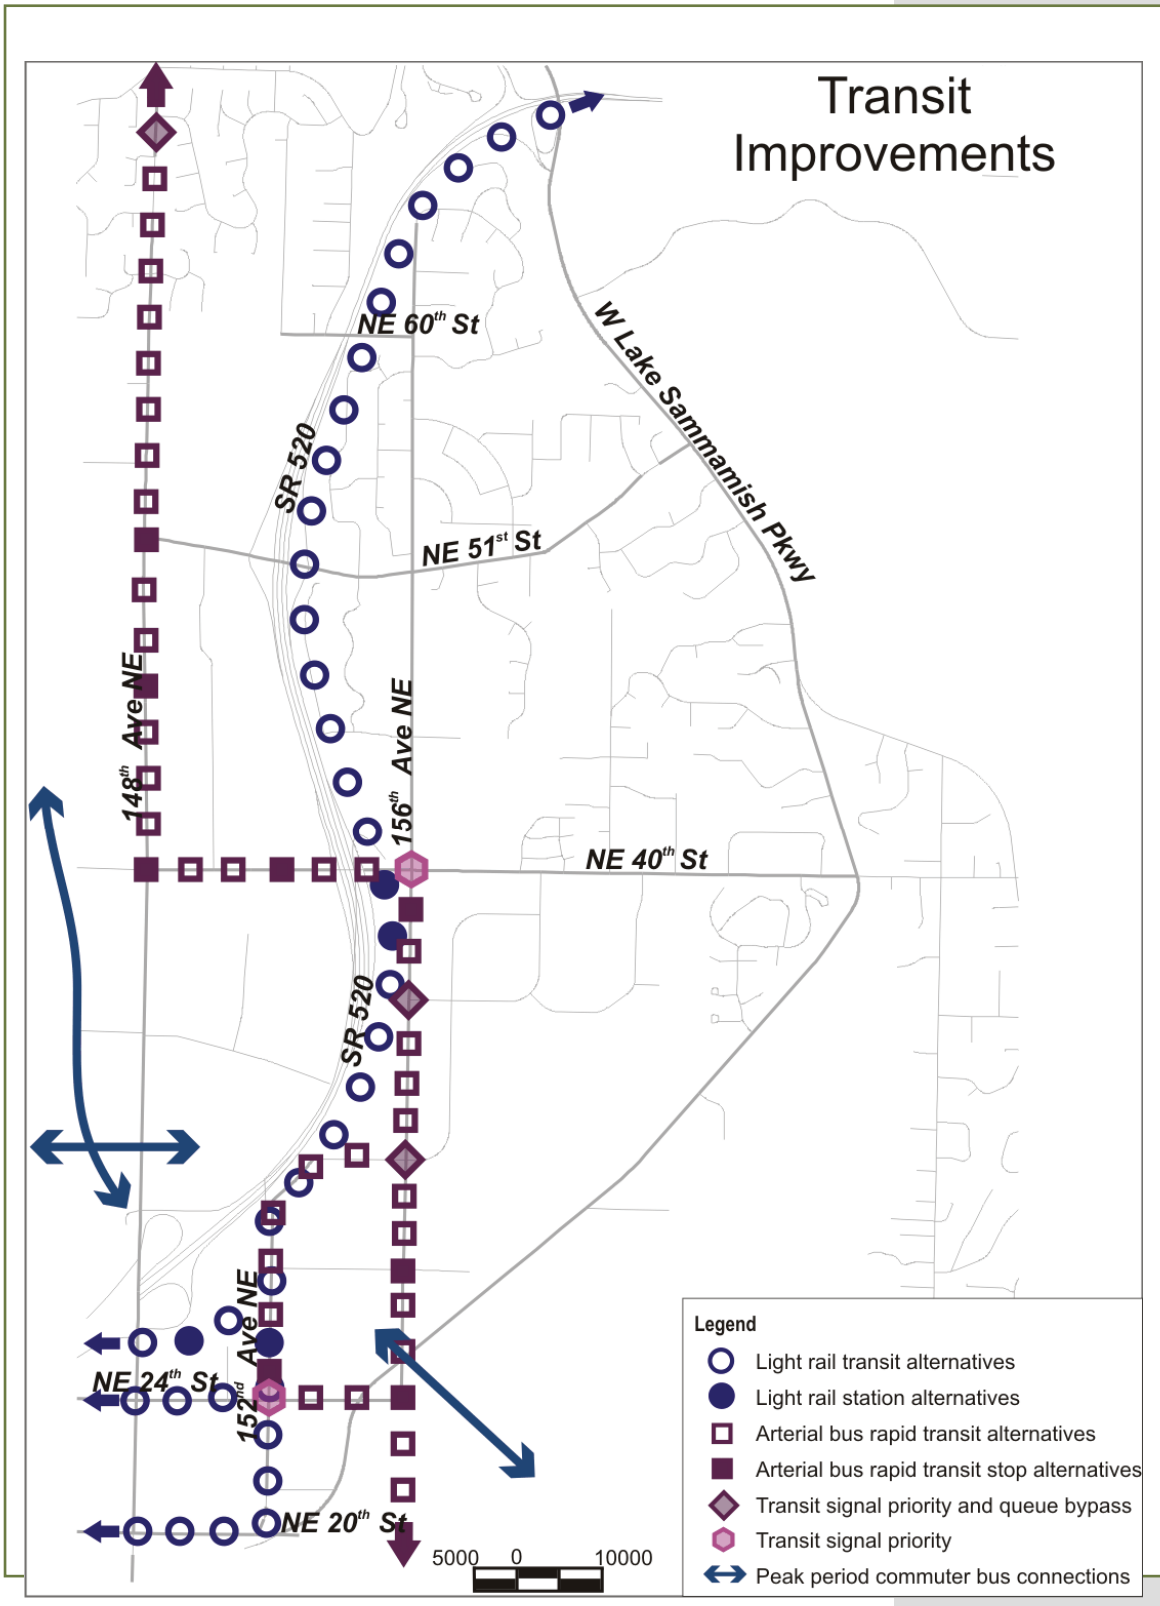 Transit
Improvements
NE 60th St
W Lake Sammamish Pkwy
SR 520
NE 51st St
148th Ave NE
156th Ave NE
NE 40th St
SR 520
152nd Ave NE
NE 24th St
NE 20th St
5000 0 10000
Legend
Light rail transit alternatives
Light rail station alternatives
Arterial bus rapid transit alternatives
Arterial bus rapid transit stop alternatives
Transit signal priority and queue bypass
Transit signal priority
Peak period commuter bus connections